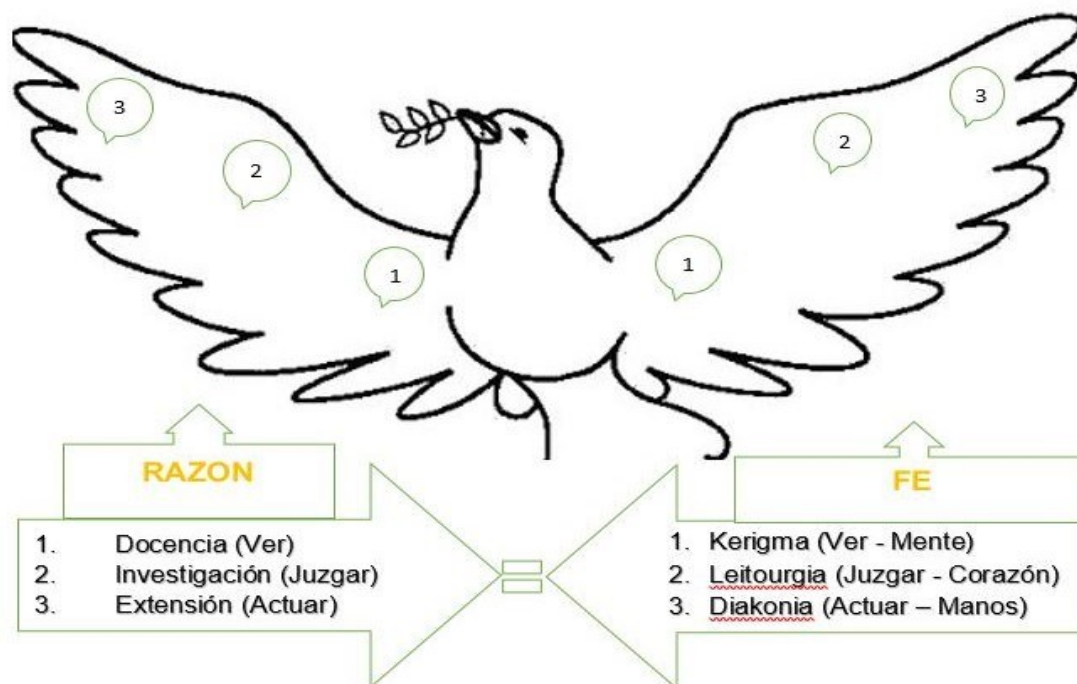 3
2
1
1
2
3
RAZON
1. Docencia (Ver)
2. Investigación (Juzgar)
3. Extensión (Actuar)
FE
1. Kerigma (Ver - Mente)
2. Leitourgia (Juzgar - Corazón)
3. Diakonia (Actuar – Manos)